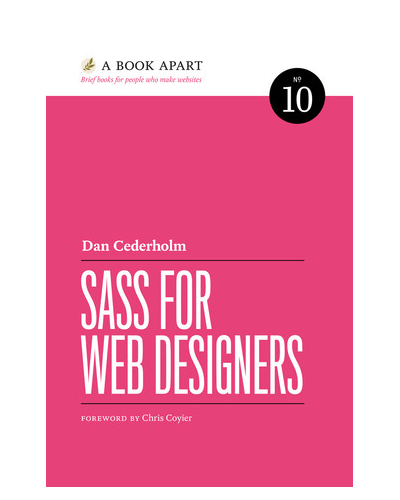 A BOOK APART
Brief books for people who make websites
Nº
10
Dan Cederholm
SASS FOR
WEB DESIGNERS
FOREWORD BY Chris Coyier